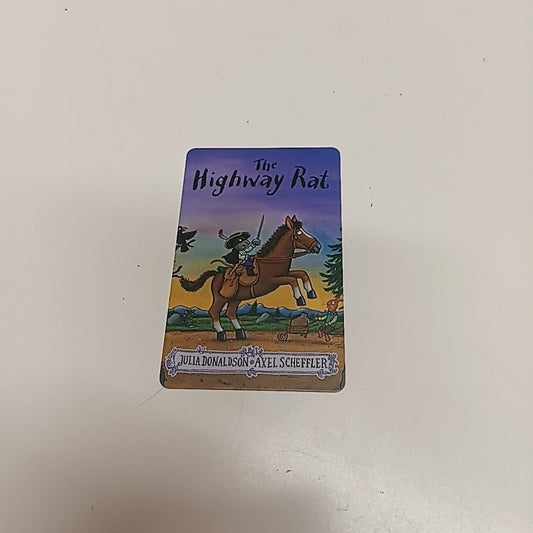 The
Highway Rat
JULIA DONALDSON • AXEL SCHEFFLER